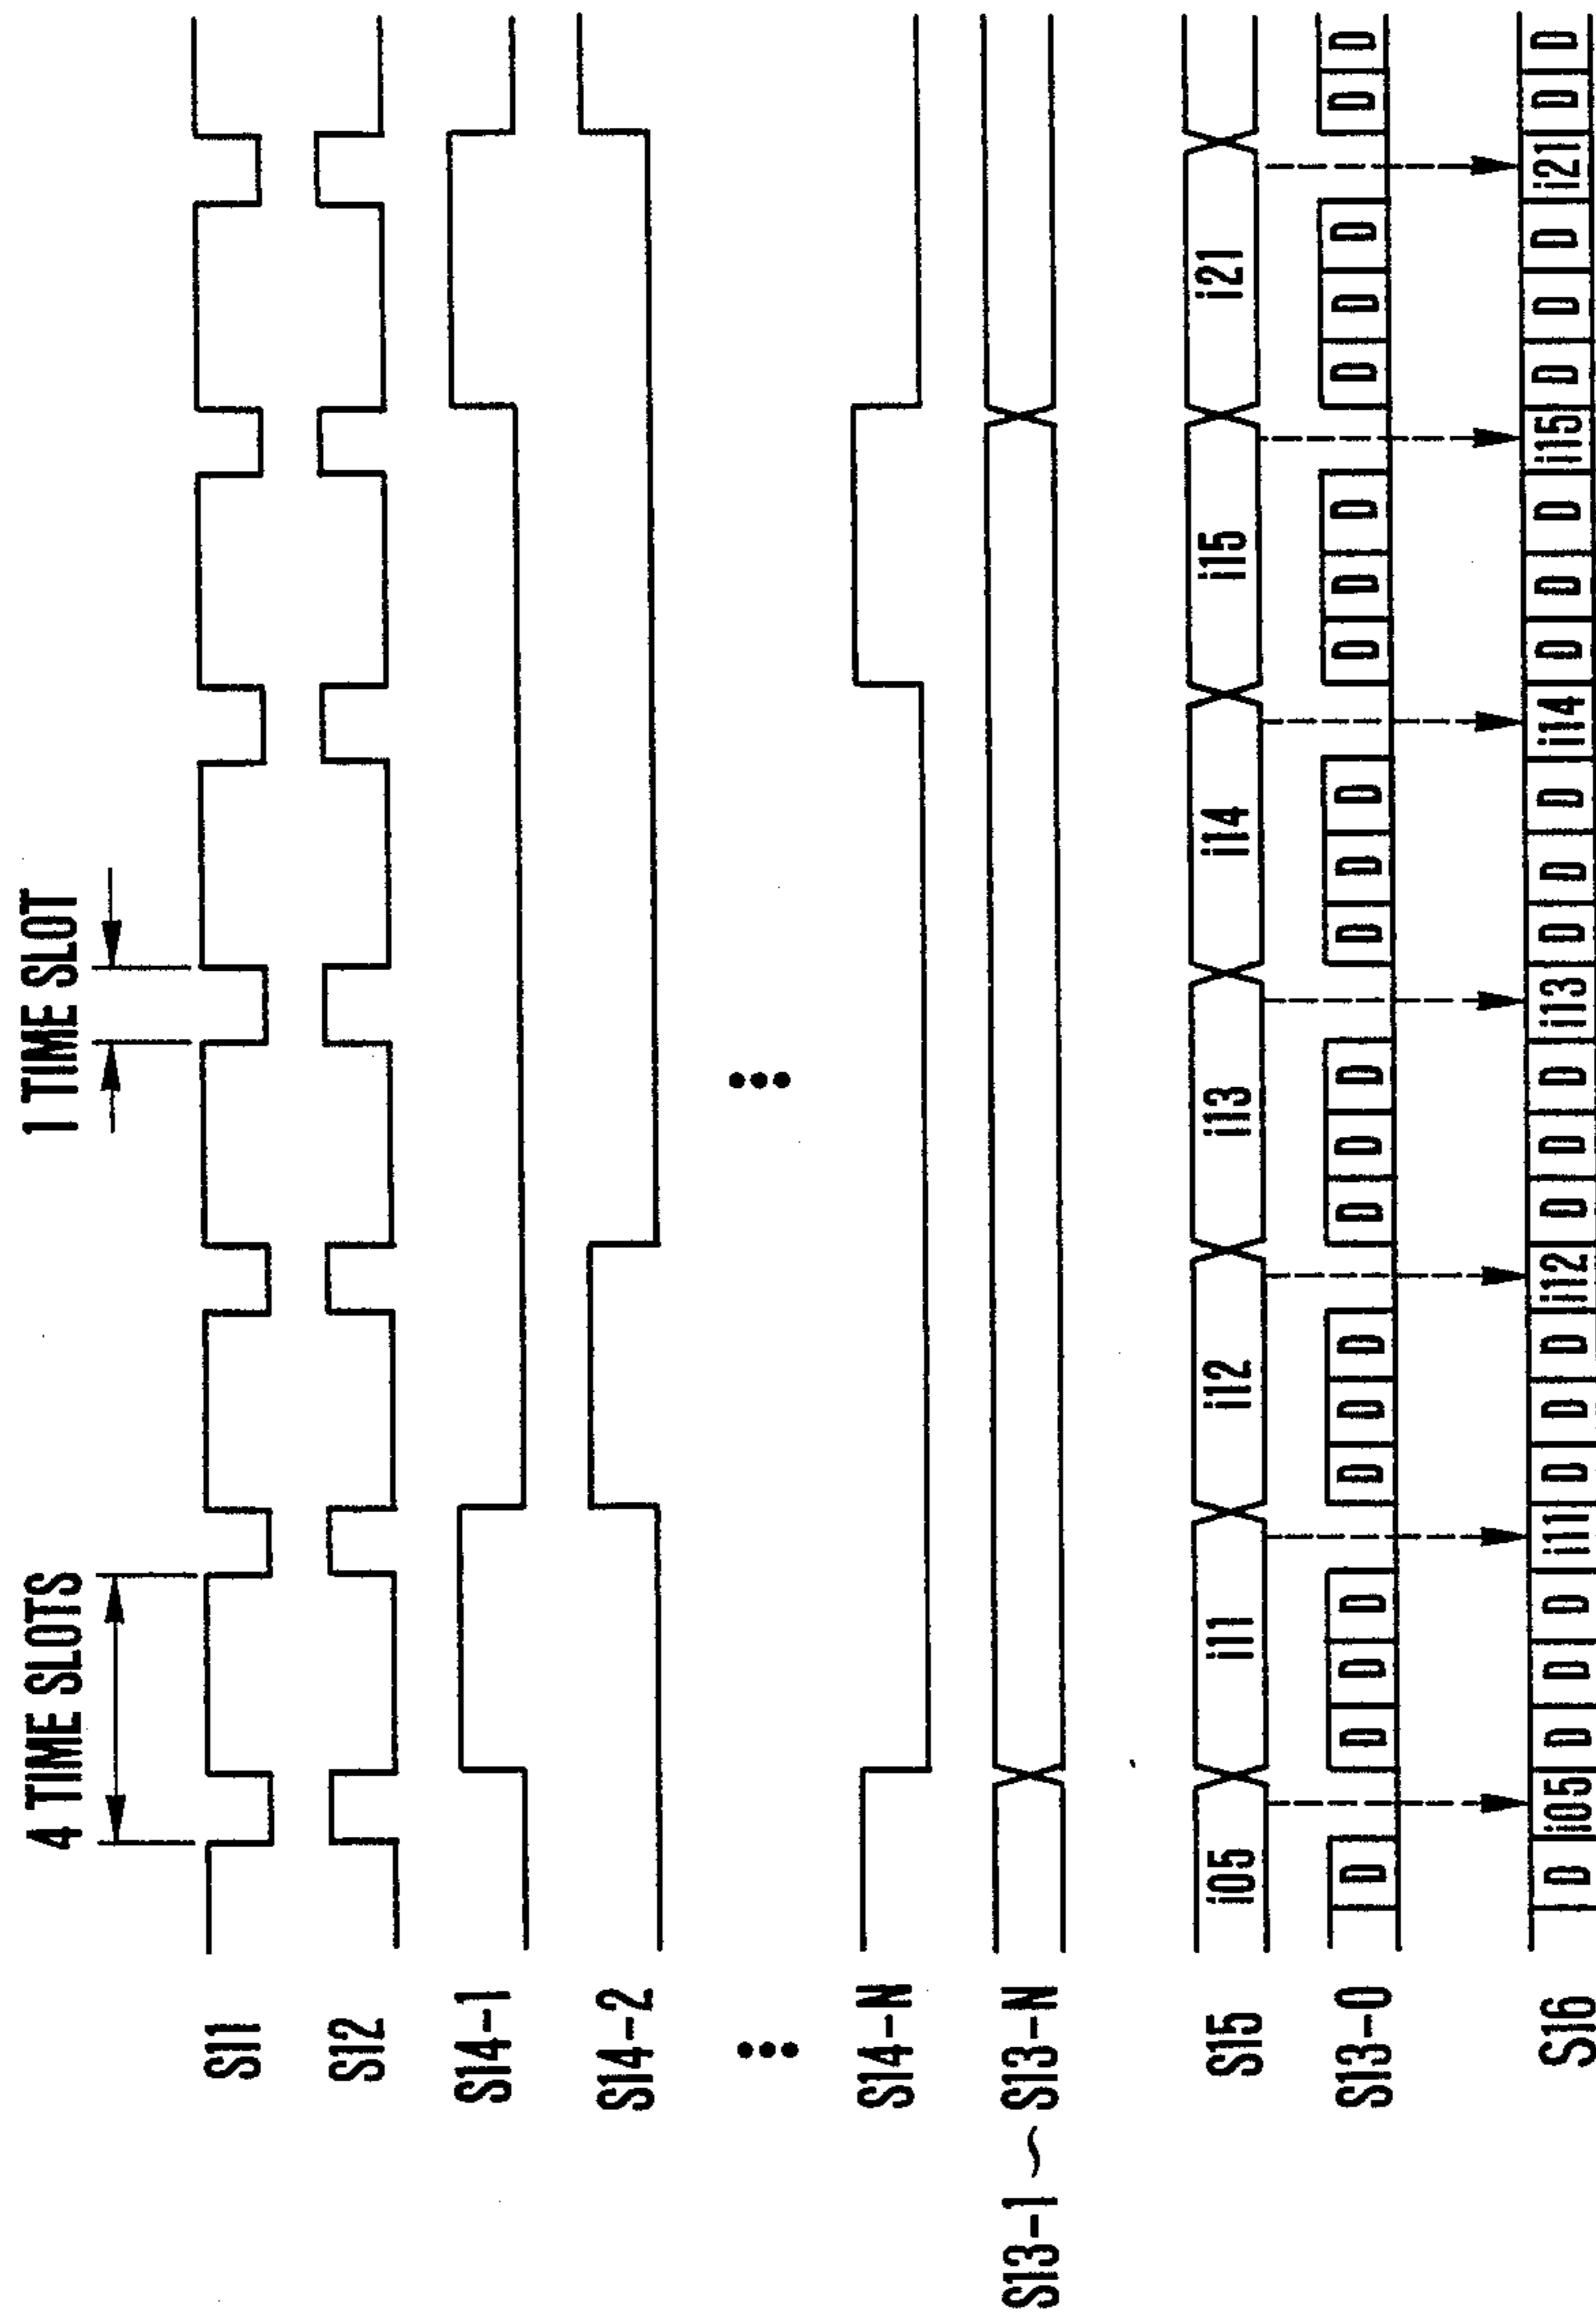 4 TIME SLOTS 1 TIME SLOT
S11
S12
S14-1
S14-2
S14-N
S13-1 ~ S13-N
S15 i05 i11 i12 i13 i14 i15 i21
S13-0 D D D D D D D D D D D D D D D D D D D D D
S16 D i05 D D D i11 D D D i12 D D D i13 D D D i14 D D D i15 D D D i21 D D